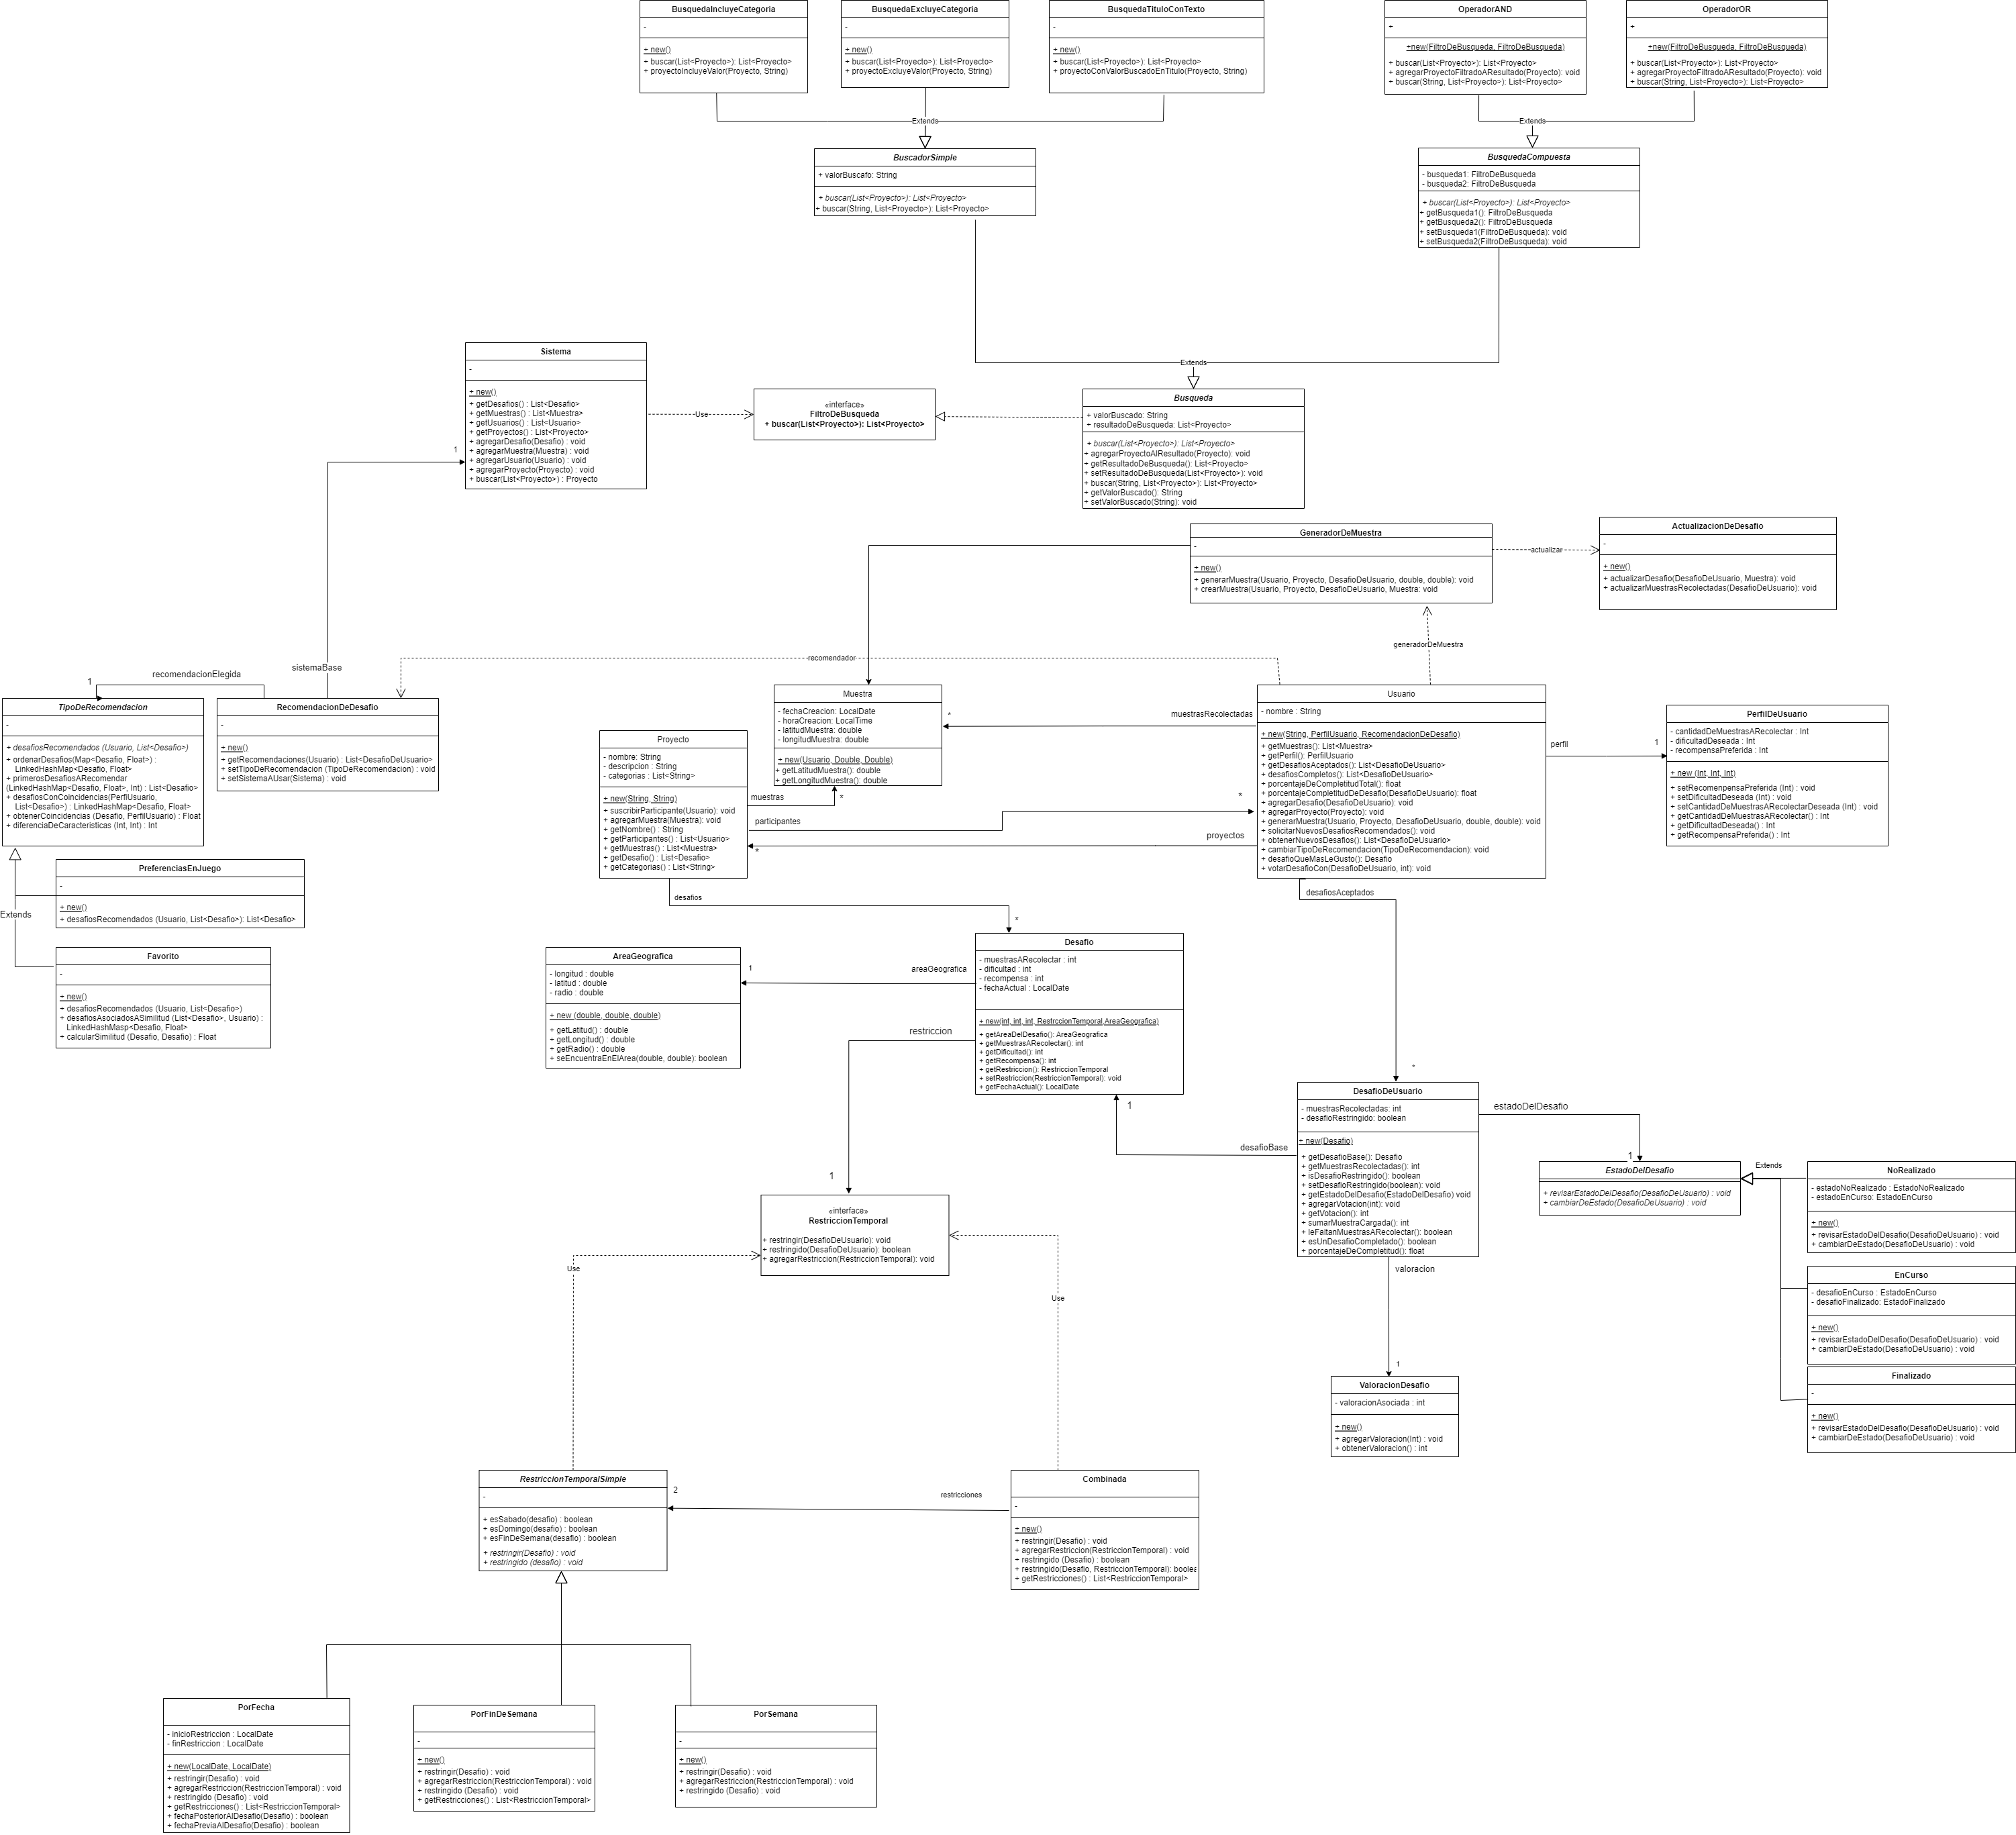 BusquedaIncluyeCategoria
-
+ new()
+ buscar(List<Proyecto>): List<Proyecto>
+ proyectoIncluyeValor(Proyecto, String)
BusquedaExcluyeCategoria
-
+ new()
+ buscar(List<Proyecto>): List<Proyecto>
+ proyectoExcluyeValor(Proyecto, String)
BusquedaTituloConTexto
-
+ new()
+ buscar(List<Proyecto>): List<Proyecto>
+ proyectoConValorBuscadoEnTitulo(Proyecto, String)
OperadorAND
+
+new(FiltroDeBusqueda, FiltroDeBusqueda)
+ buscar(List<Proyecto>): List<Proyecto>
+ agregarProyectoFiltradoAResultado(Proyecto): void
+ buscar(String, List<Proyecto>): List<Proyecto>
OperadorOR
+
+new(FiltroDeBusqueda, FiltroDeBusqueda)
+ buscar(List<Proyecto>): List<Proyecto>
+ agregarProyectoFiltradoAResultado(Proyecto): void
+ buscar(String, List<Proyecto>): List<Proyecto>
Extends
Extends
BuscadorSimple
+ valorBuscafo: String
+ buscar(List<Proyecto>): List<Proyecto>
+ buscar(String, List<Proyecto>): List<Proyecto>
BusquedaCompuesta
- busqueda1: FiltroDeBusqueda
- busqueda2: FiltroDeBusqueda
+ buscar(List<Proyecto>): List<Proyecto>
+ getBusqueda1(): FiltroDeBusqueda
+ getBusqueda2(): FiltroDeBusqueda
+ setBusqueda1(FiltroDeBusqueda): void
+ setBusqueda2(FiltroDeBusqueda): void
Extends
Sistema
-
+ new()
+ getDesafios() : List<Desafio>
+ getMuestras() : List<Muestra>
+ getUsuarios() : List<Usuario>
+ getProyectos() : List<Proyecto>
+ agregarDesafio(Desafio) : void
+ agregarMuestra(Muestra) : void
+ agregarUsuario(Usuario) : void
+ agregarProyecto(Proyecto) : void
+ buscar(List<Proyecto>) : Proyecto
1
Use
«interface»
FiltroDeBusqueda
+ buscar(List<Proyecto>): List<Proyecto>
Busqueda
+ valorBuscado: String
+ resultadoDeBusqueda: List<Proyecto>
+ buscar(List<Proyecto>): List<Proyecto>
+ agregarProyectoAlResultado(Proyecto): void
+ getResultadoDeBusqueda(): List<Proyecto>
+ setResultadoDeBusqueda(List<Proyecto>): void
+ buscar(String, List<Proyecto>): List<Proyecto>
+ getValorBuscado(): String
+ setValorBuscado(String): void
GeneradorDeMuestra
-
+ new()
+ generarMuestra(Usuario, Proyecto, DesafioDeUsuario, double, double): void
+ crearMuestra(Usuario, Proyecto, DesafioDeUsuario, Muestra: void
actualizar
ActualizacionDeDesafio
-
+ new()
+ actualizarDesafio(DesafioDeUsuario, Muestra): void
+ actualizarMuestrasRecolectadas(DesafioDeUsuario): void
generadorDeMuestra
recomendador
sistemaBase
recomendacionElegida
1
TipoDeRecomendacion
-
+ desafiosRecomendados (Usuario, List<Desafio>)
+ ordenarDesafios(Map<Desafio, Float>) :
LinkedHashMap<Desafio, Float>
+ primerosDesafiosARecomendar
(LinkedHashMap<Desafio, Float>, Int) : List<Desafio>
+ desafiosConCoincidencias(PerfilUsuario,
List<Desafio>) : LinkedHashMap<Desafio, Float>
+ obtenerCoincidencias (Desafio, PerfilUsuario) : Float
+ diferenciaDeCaracteristicas (Int, Int) : Int
RecomendacionDeDesafio
-
+ new()
+ getRecomendaciones(Usuario) : List<DesafioDeUsuario>
+ setTipoDeRecomendacion (TipoDeRecomendacion) : void
+ setSistemaAUsar(Sistema) : void
Extends
PreferenciasEnJuego
-
+ new()
+ desafiosRecomendados (Usuario, List<Desafio>): List<Desafio>
Favorito
-
+ new()
+ desafiosRecomendados (Usuario, List<Desafio>)
+ desafiosAsociadosASimilitud (List<Desafio>, Usuario) :
LinkedHashMasp<Desafio, Float>
+ calcularSimilitud (Desafio, Desafio) : Float
Muestra
- fechaCreacion: LocalDate
- horaCreacion: LocalTime
- latitudMuestra: double
- longitudMuestra: double
+ new(Usuario, Double, Double)
+ getLatitudMuestra(): double
+ getLongitudMuestra(): double
*
muestrasRecolectadas
Proyecto
- nombre: String
- descripcion : String
- categorias : List<String>
+ new(String, String)
+ suscribirParticipante(Usuario): void
+ agregarMuestra(Muestra): void
+ getNombre() : String
+ getParticipantes() : List<Usuario>
+ getMuestras() : List<Muestra>
+ getDesafio() : List<Desafio>
+ getCategorias() : List<String>
muestras
*
participantes
*
proyectos
*
Usuario
- nombre : String
+ new(String, PerfilUsuario, RecomendacionDeDesafio)
+ getMuestras(): List<Muestra>
+ getPerfil(): PerfilUsuario
+ getDesafiosAceptados(): List<DesafioDeUsuario>
+ desafiosCompletos(): List<DesafioDeUsuario>
+ porcentajeDeCompletitudTotal(): float
+ porcentajeCompletitudDeDesafio(DesafioDeUsuario): float
+ agregarDesafio(DesafioDeUsuario): void
+ agregarProyecto(Proyecto): void
+ generarMuestra(Usuario, Proyecto, DesafioDeUsuario, double, double): void
+ solicitarNuevosDesafiosRecomendados(): void
+ obtenerNuevosDesafios(): List<DesafioDeUsuario>
+ cambiarTipoDeRecomendacion(TipoDeRecomendacion): void
+ desafioQueMasLeGusto(): Desafio
+ votarDesafioCon(DesafioDeUsuario, int): void
perfil
1
PerfilDeUsuario
- cantidadDeMuestrasARecolectar : Int
- dificultadDeseada : Int
- recompensaPreferida : Int
+ new (Int, Int, Int)
+ setRecomenpensaPreferida (Int) : void
+ setDificultadDeseada (Int) : void
+ setCantidadDeMuestrasARecolectarDeseada (Int) : void
+ getCantidadDeMuestrasARecolectar() : Int
+ getDificultadDeseada() : Int
+ getRecompensaPreferida() : Int
desafios
*
desafiosAceptados
*
AreaGeografica
- longitud : double
- latitud : double
- radio : double
+ new (double, double, double)
+ getLatitud() : double
+ getLongitud() : double
+ getRadio() : double
+ seEncuentraEnElArea(double, double): boolean
1
areaGeografica
Desafio
- muestrasARecolectar : int
- dificultad : int
- recompensa : int
- fechaActual : LocalDate
+ new(int, int, int, RestrccionTemporal,AreaGeografica)
+ getAreaDelDesafio(): AreaGeografica
+ getMuestrasARecolectar(): int
+ getDificultad(): int
+ getRecompensa(): int
+ getRestriccion(): RestriccionTemporal
+ setRestriccion(RestriccionTemporal): void
+ getFechaActual(): LocalDate
restriccion
1
1
desafioBase
DesafioDeUsuario
- muestrasRecolectadas: int
- desafioRestringido: boolean
+ new(Desafio)
+ getDesafioBase(): Desafio
+ getMuestrasRecolectadas(): int
+ isDesafioRestringido(): boolean
+ setDesafioRestringido(boolean): void
+ getEstadoDelDesafio(EstadoDelDesafio) void
+ agregarVotacion(int): void
+ getVotacion(): int
+ sumarMuestraCargada(): int
+ leFaltanMuestrasARecolectar(): boolean
+ esUnDesafioCompletado(): boolean
+ porcentajeDeCompletitud(): float
estadoDelDesafio
1
EstadoDelDesafio
+ revisarEstadoDelDesafio(DesafioDeUsuario) : void
+ cambiarDeEstado(DesafioDeUsuario) : void
Extends
NoRealizado
- estadoNoRealizado : EstadoNoRealizado
- estadoEnCurso: EstadoEnCurso
+ new()
+ revisarEstadoDelDesafio(DesafioDeUsuario) : void
+ cambiarDeEstado(DesafioDeUsuario) : void
EnCurso
- desafioEnCurso : EstadoEnCurso
- desafioFinalizado: EstadoFinalizado
+ new()
+ revisarEstadoDelDesafio(DesafioDeUsuario) : void
+ cambiarDeEstado(DesafioDeUsuario) : void
Finalizado
-
+ new()
+ revisarEstadoDelDesafio(DesafioDeUsuario) : void
+ cambiarDeEstado(DesafioDeUsuario) : void
«interface»
RestriccionTemporal
+ restringir(DesafioDeUsuario): void
+ restringido(DesafioDeUsuario): boolean
+ agregarRestriccion(RestriccionTemporal): void
Use
Use
valoracion
1
ValoracionDesafio
- valoracionAsociada : int
+ new()
+ agregarValoracion(Int) : void
+ obtenerValoracion() : int
RestriccionTemporalSimple
-
+ esSabado(desafio) : boolean
+ esDomingo(desafio) : boolean
+ esFinDeSemana(desafio) : boolean
+ restringir(Desafio) : void
+ restringido (desafio) : void
2
restricciones
Combinada
-
+ new()
+ restringir(Desafio) : void
+ agregarRestriccion(RestriccionTemporal) : void
+ restringido (Desafio) : boolean
+ restringido(Desafio, RestriccionTemporal): boolea
+ getRestricciones() : List<RestriccionTemporal>
PorFecha
- inicioRestriccion : LocalDate
- finRestriccion : LocalDate
+ new(LocalDate, LocalDate)
+ restringir(Desafio) : void
+ agregarRestriccion(RestriccionTemporal) : void
+ restringido (Desafio) : void
+ getRestricciones() : List<RestriccionTemporal>
+ fechaPosteriorAlDesafio(Desafio) : boolean
+ fechaPreviaAlDesafio(Desafio) : boolean
PorFinDeSemana
-
+ new()
+ restringir(Desafio) : void
+ agregarRestriccion(RestriccionTemporal) : void
+ restringido (Desafio) : void
+ getRestricciones() : List<RestriccionTemporal>
PorSemana
-
+ new()
+ restringir(Desafio) : void
+ agregarRestriccion(RestriccionTemporal) : void
+ restringido (Desafio) : void